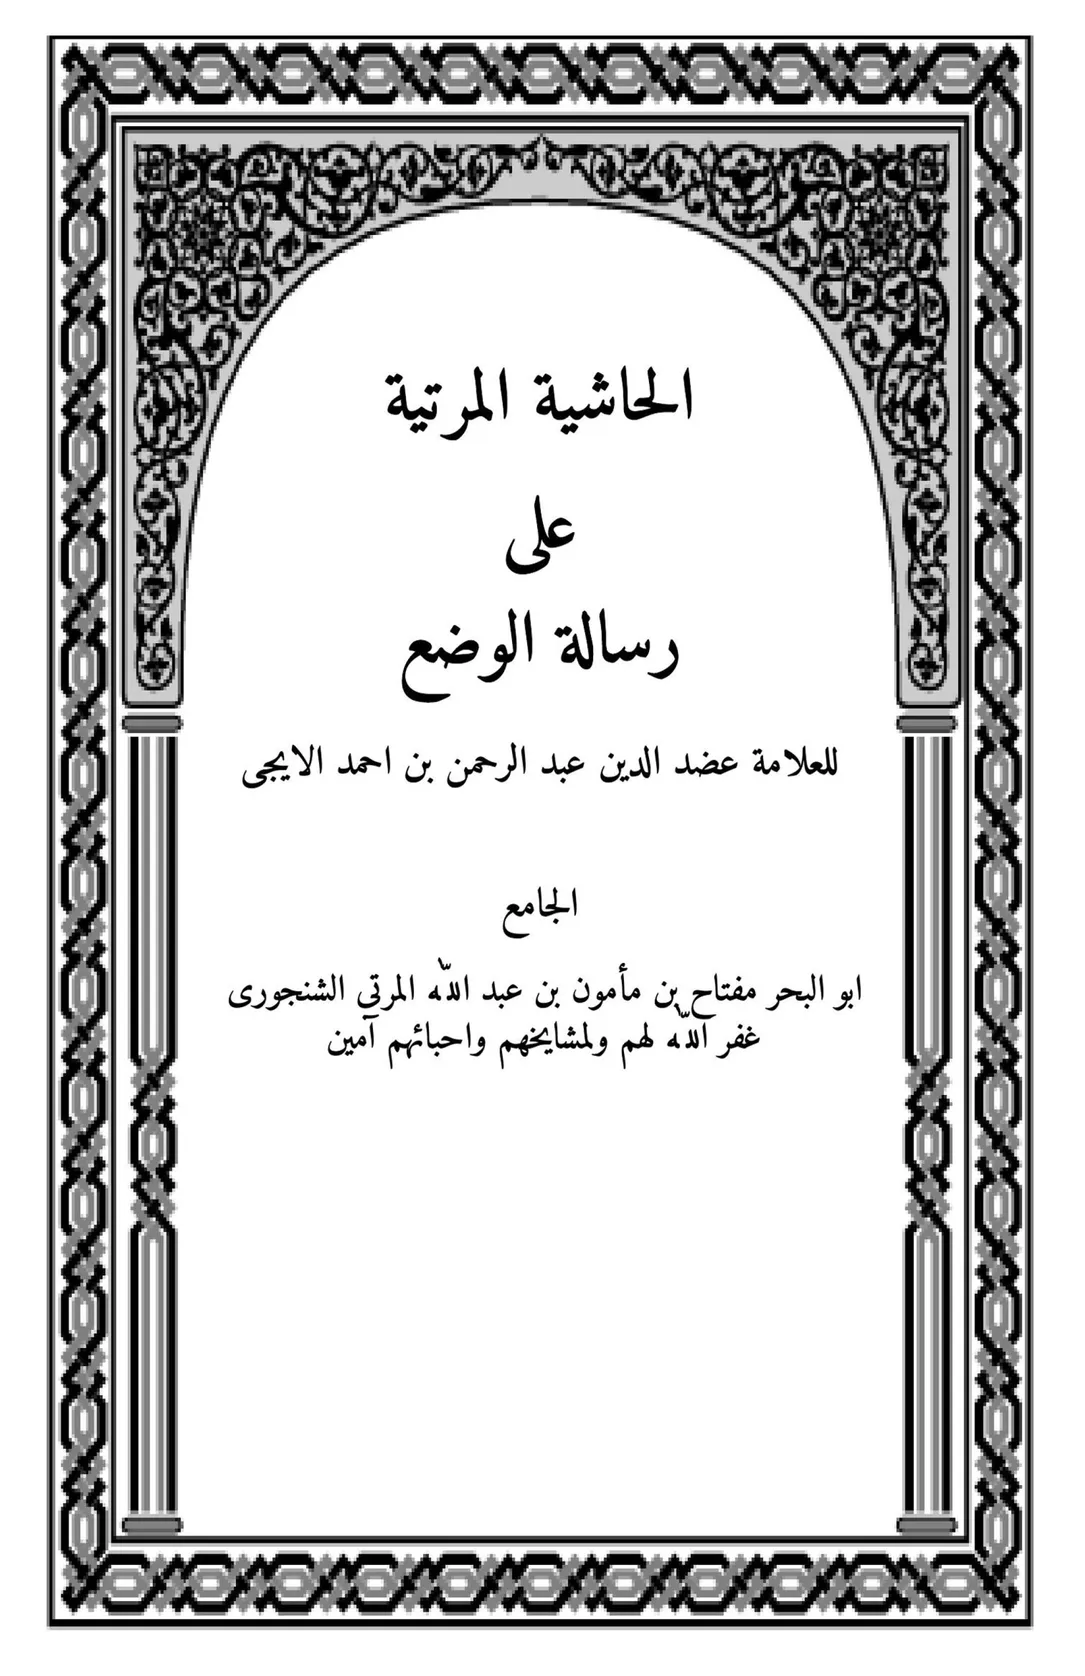 الحاشية المرتية
على
رسالة الوضع
للعلامة عضد الدين عبد الرحمن بن احمد الايجى
الجامع
ابو البحر مفتاح بن مأمون بن عبد الله المرتى الشنجورى
غفر الله لهم ولمشايخهم واحبائهم آمين